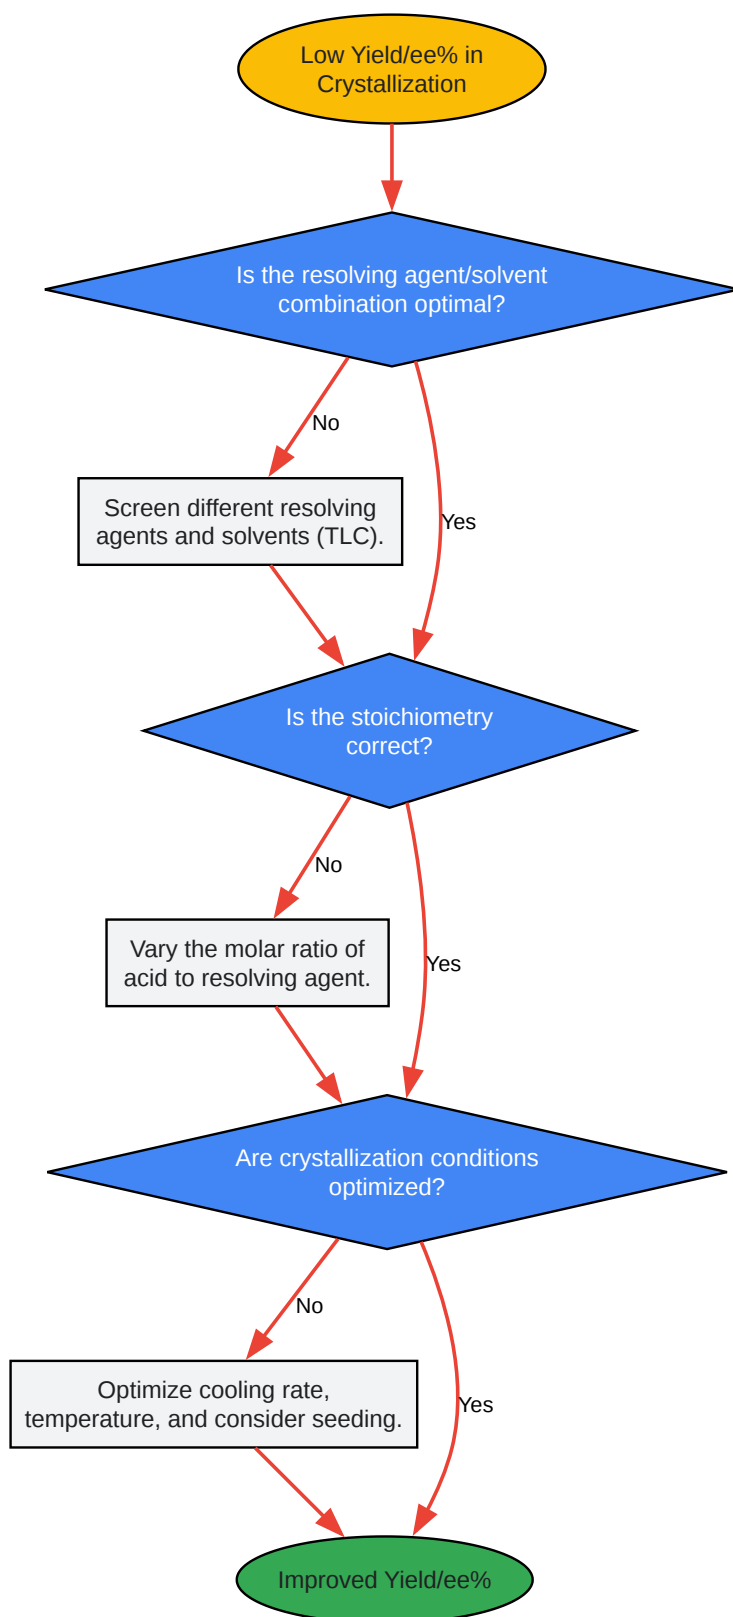 Low Yield/ee% in
Crystallization
Is the resolving agent/solvent
combination optimal?
No
Screen different resolving
agents and solvents (TLC).
Yes
Is the stoichiometry
correct?
No
Vary the molar ratio of
acid to resolving agent.
Yes
Are crystallization conditions
optimized?
No
Optimize cooling rate,
temperature, and consider seeding.
Yes
Improved Yield/ee%